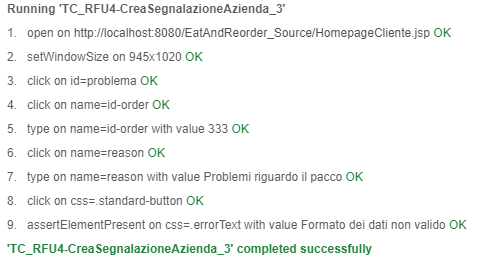 Running 'TC_RFU4-CreaSegnalazioneAzienda_3'
1. open on http://localhost:8080/EatAndReorder_Source/HomepageCliente.jsp OK
2. setWindowSize on 945x1020 OK
3. click on id=problema OK
4. click on name=id-order OK
5. type on name=id-order with value 333 OK
6. click on name=reason OK
7. type on name=reason with value Problemi riguardo il pacco OK
8. click on css=.standard-button OK
9. assertElementPresent on css=.errorText with value Formato dei dati non valido OK
'TC_RFU4-CreaSegnalazioneAzienda_3' completed successfully